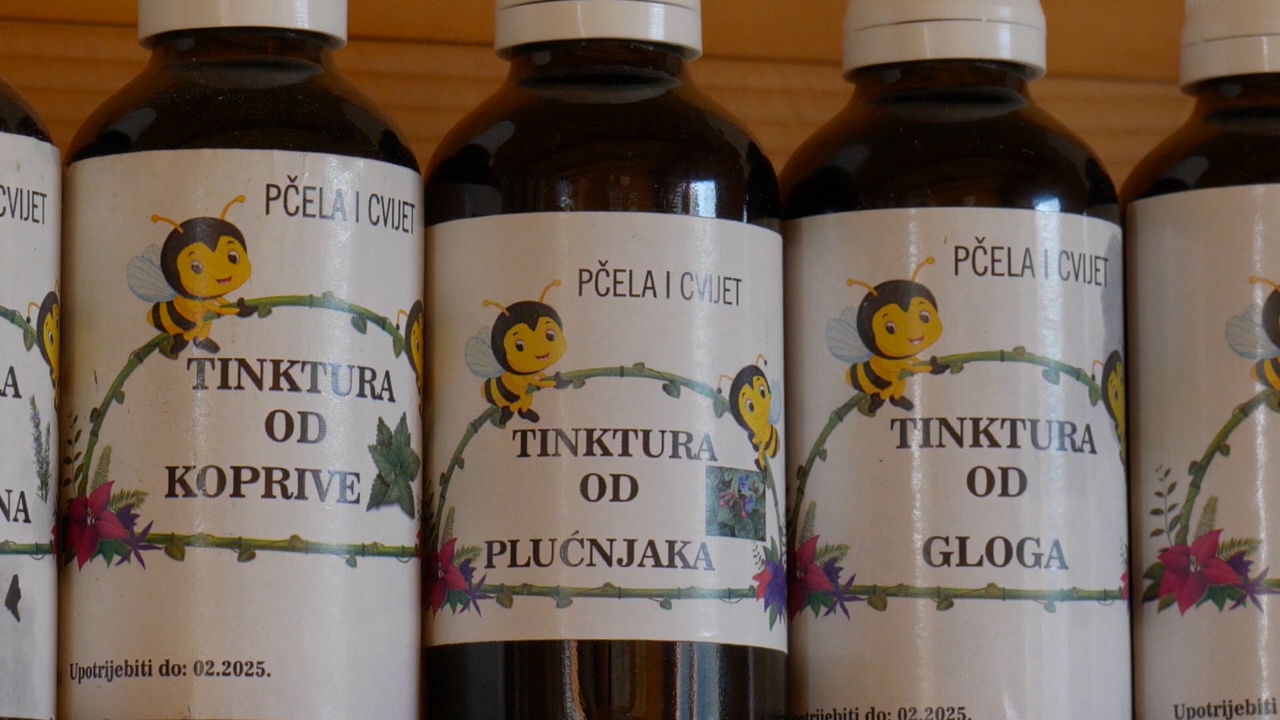 CVIJET
NA
PČELA I CVIJET
TINKTURA
OD
KOPRIVE
Upotrijebiti do: 02.2025.
PČELA I CVIJET
TINKTURA
OD
PLUĆNJAKA
PČELA I CVIJET
TINKTURA
OD
GLOGA
do: 02.2025.
Upotrijebiti